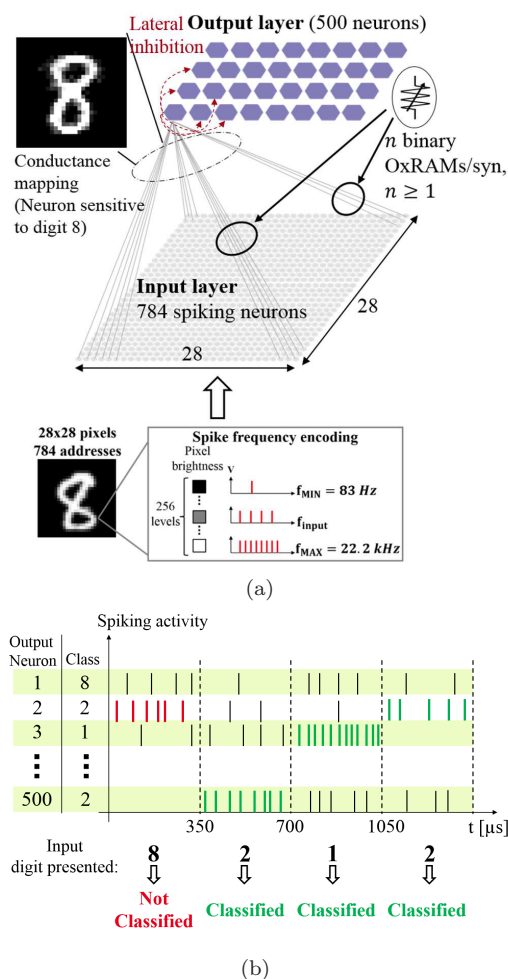 Lateral inhibition
Output layer (500 neurons)
Conductance mapping
(Neuron sensitive to digit 8)
n binary
OxRAMs/syn,
n ≥ 1
Input layer
784 spiking neurons
28
28
28x28 pixels
784 addresses
Spike frequency encoding
Pixel
brightness
V
256
levels
f_MIN = 83 Hz
f_input
f_MAX = 22.2 kHz
(a)
Spiking activity
Output
Neuron
Class
1 8
2 2
3 1
500 2
350 700 1050 t [µs]
Input
digit presented:
8 2 1 2
Not
Classified
Classified Classified Classified
(b)